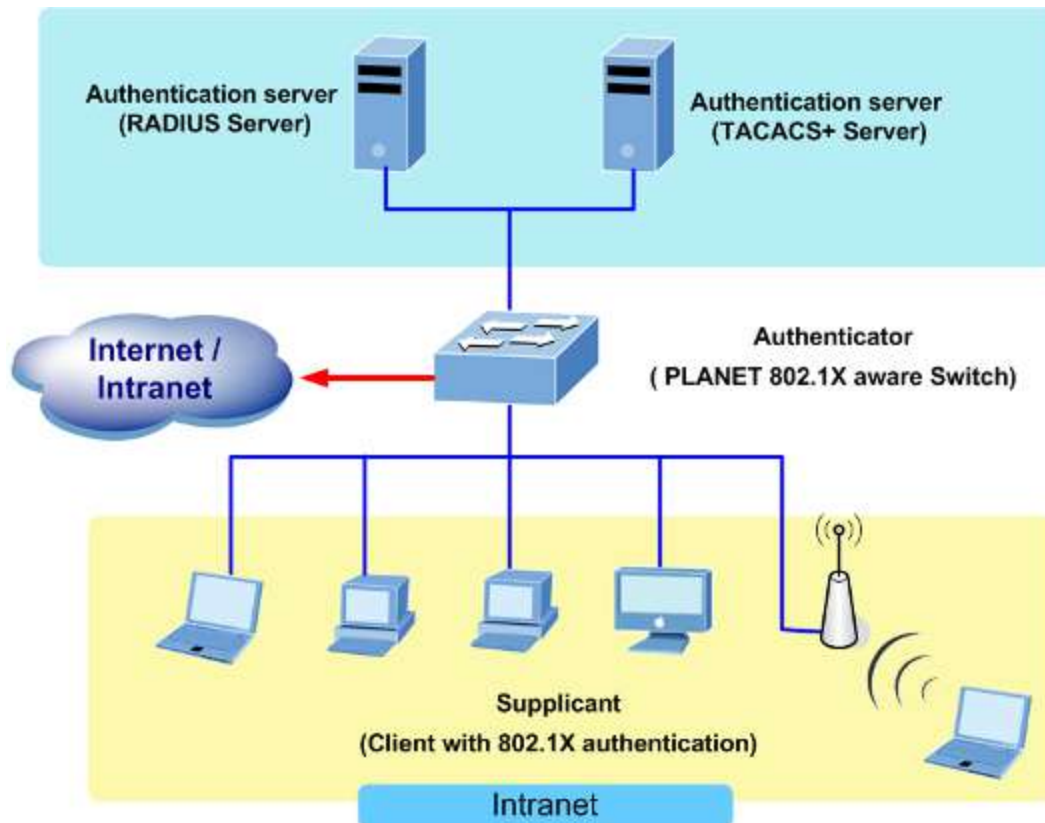 Authentication server
(RADIUS Server)
Authentication server
(TACACS+ Server)
Internet /
Intranet
Authenticator
( PLANET 802.1X aware Switch)
Supplicant
(Client with 802.1X authentication)
Intranet